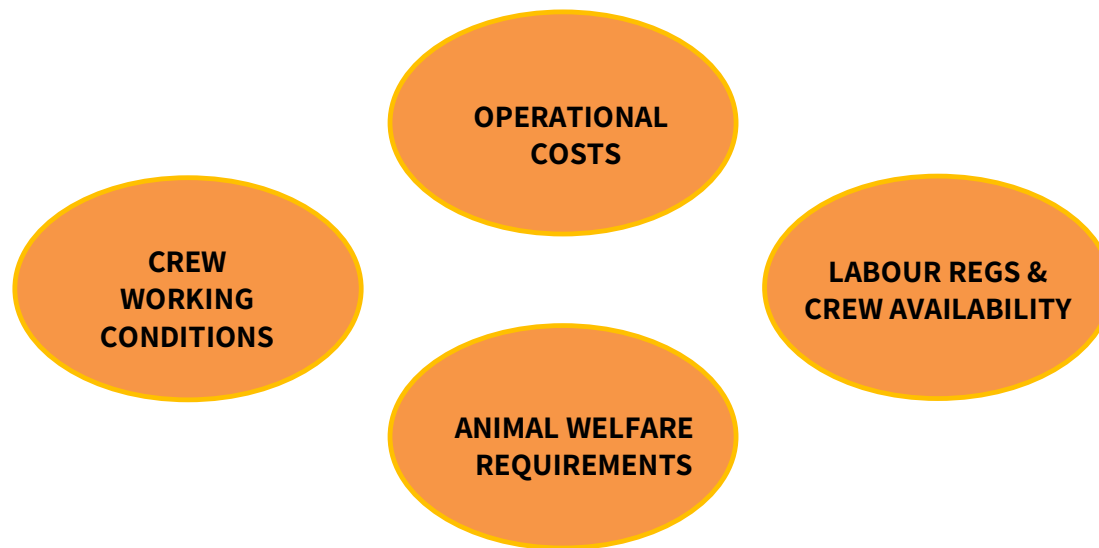 OPERATIONAL
COSTS
CREW
WORKING
CONDITIONS
LABOUR REGS &
CREW AVAILABILITY
ANIMAL WELFARE
REQUIREMENTS